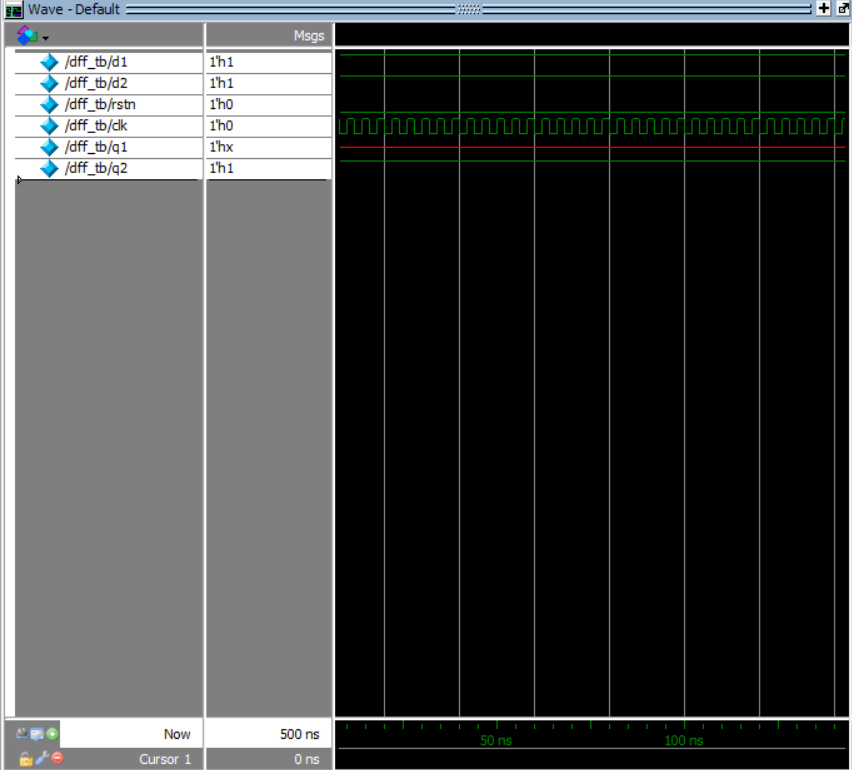 Wave - Default
Msgs
/dff_tb/d1 1'h1
/dff_tb/d2 1'h1
/dff_tb/rstn 1'h0
/dff_tb/clk 1'h0
/dff_tb/q1 1'hx
/dff_tb/q2 1'h1
Now 500 ns
50 ns 100 ns
Cursor 1 0 ns